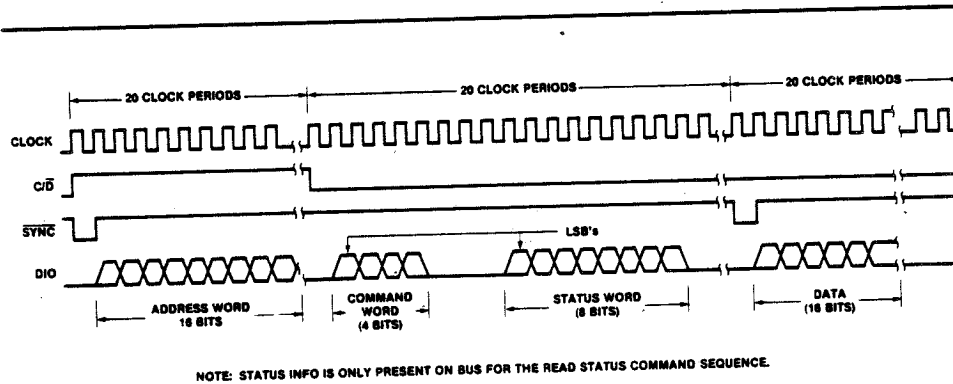 20 CLOCK PERIODS 20 CLOCK PERIODS 20 CLOCK PERIODS
CLOCK
C/D̅
S̅Y̅N̅C̅
LSB's
DIO
ADDRESS WORD
16 BITS
COMMAND
WORD
(4 BITS)
STATUS WORD
(8 BITS)
DATA
(16 BITS)
NOTE: STATUS INFO IS ONLY PRESENT ON BUS FOR THE READ STATUS COMMAND SEQUENCE.